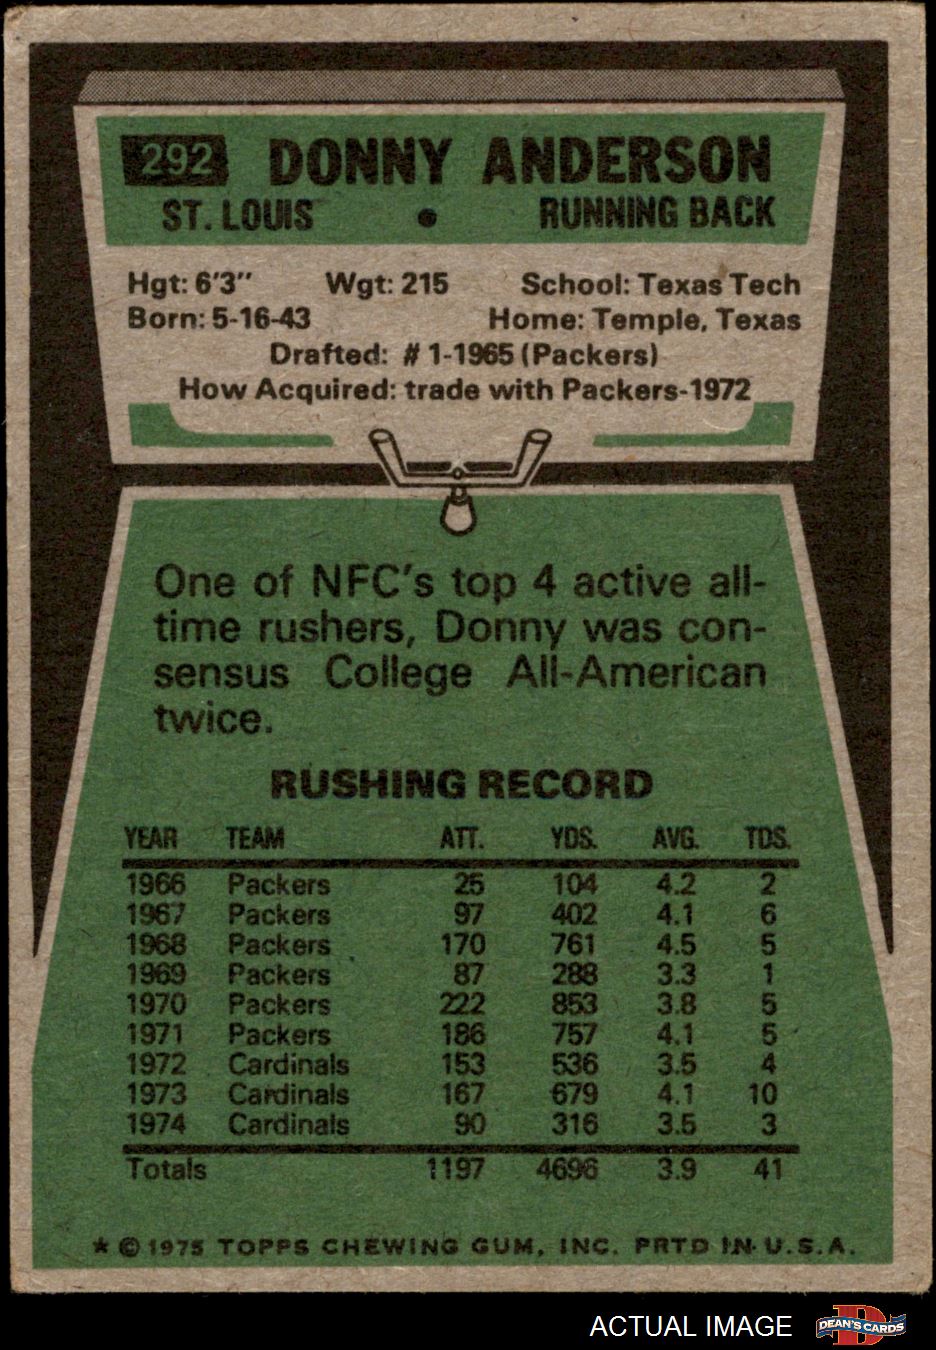 292 DONNY ANDERSON
ST. LOUIS • RUNNING BACK
Hgt: 6'3" Wgt: 215 School: Texas Tech
Born: 5-16-43 Home: Temple, Texas
Drafted: # 1-1965 (Packers)
How Acquired: trade with Packers-1972
One of NFC's top 4 active all-
time rushers, Donny was con-
sensus College All-American
twice.
RUSHING RECORD
YEAR TEAM ATT. YDS. AVG. TDS.
1966 Packers 25 104 4.2 2
1967 Packers 97 402 4.1 6
1968 Packers 170 761 4.5 5
1969 Packers 87 288 3.3 1
1970 Packers 222 853 3.8 5
1971 Packers 186 757 4.1 5
1972 Cardinals 153 536 3.5 4
1973 Cardinals 167 679 4.1 10
1974 Cardinals 90 316 3.5 3
Totals 1197 4696 3.9 41
* © 1975 TOPPS CHEWING GUM, INC. PRTD IN U.S.A.
ACTUAL IMAGE DEAN'S CARDS